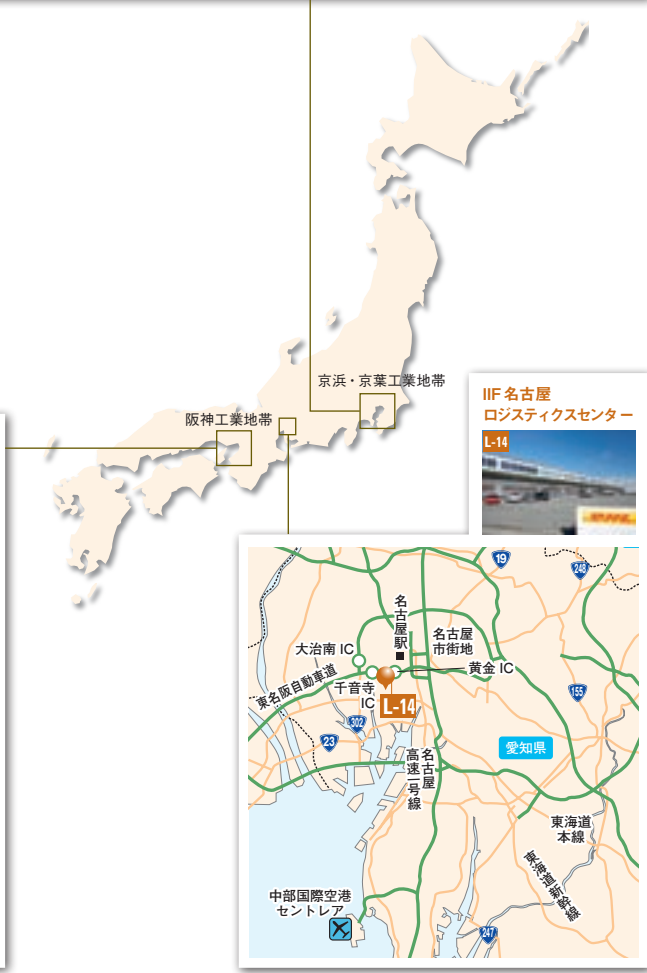 京浜・京葉工業地帯
阪神工業地帯
IIF 名古屋
ロジスティクスセンター
L-14
19
248
名古屋駅
名古屋
市街地
大治南 IC
黄金 IC
東名阪自動車道
千音寺
IC
L-14
155
302
23
愛知県
名古屋
高速一号線
東海道
本線
東海道新幹線
中部国際空港
セントレア
247